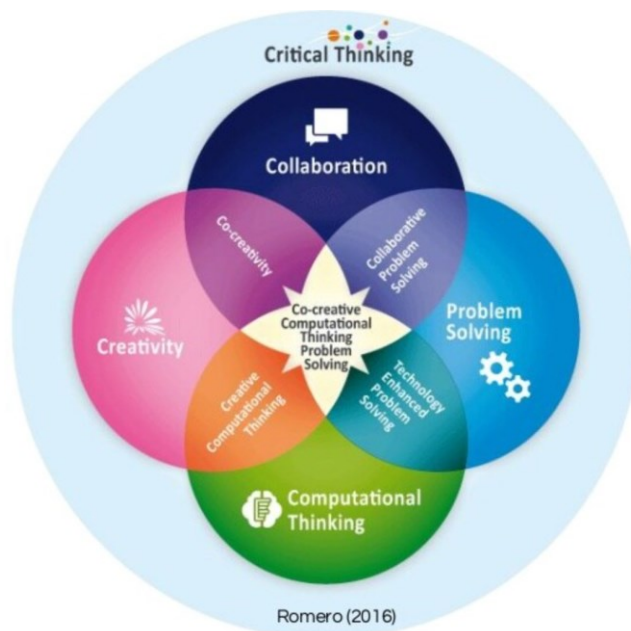 Critical Thinking
Collaboration
Co-creativity
Collaborative
Problem
Solving
Creativity
Co-creative
Computational
Thinking
Problem
Solving
Problem
Solving
Creative
Computational
Thinking
Technology
Enhanced
Problem
Solving
Computational
Thinking
Romero (2016)